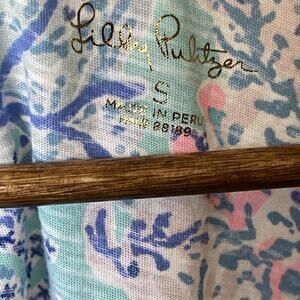 Lilly Pulitzer
S
MADE IN PERU
RN# 89189